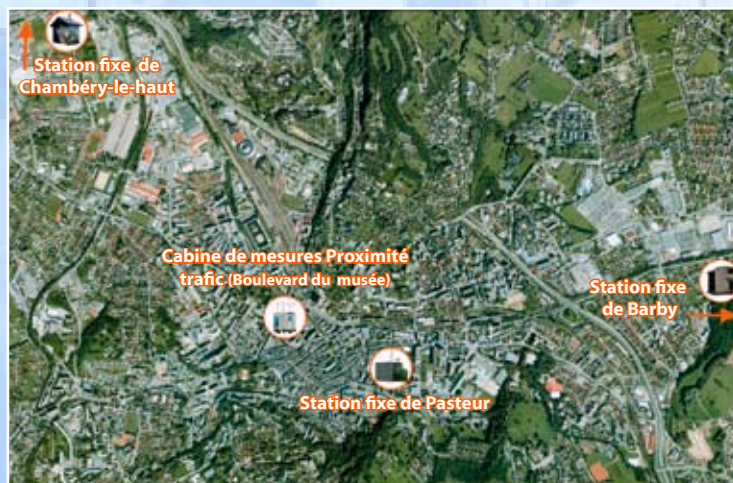 Station fixe de
Chambéry-le-haut
Cabine de mesures Proximité
trafic (Boulevard du musée)
Station fixe
de Barby
Station fixe de Pasteur